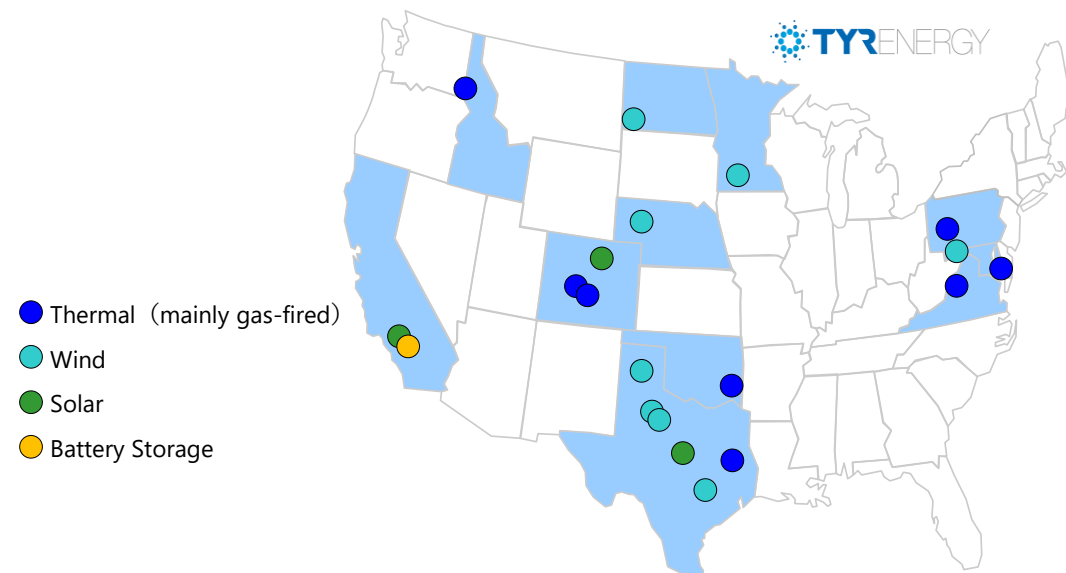 TYRENERGY
Thermal（mainly gas-fired）
Wind
Solar
Battery Storage